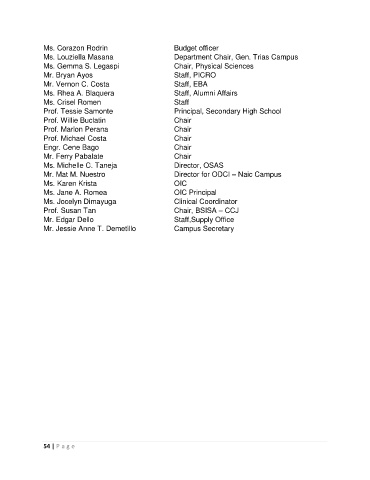 Ms. Corazon Rodrin Budget officer
Ms. Louziella Masana Department Chair, Gen. Trias Campus
Ms. Gemma S. Legaspi Chair, Physical Sciences
Mr. Bryan Ayos Staff, PICRO
Mr. Vernon C. Costa Staff, EBA
Ms. Rhea A. Blaquera Staff, Alumni Affairs
Ms. Crisel Romen Staff
Prof. Tessie Samonte Principal, Secondary High School
Prof. Willie Buclatin Chair
Prof. Marlon Perana Chair
Prof. Michael Costa Chair
Engr. Cene Bago Chair
Mr. Ferry Pabalate Chair
Ms. Michelle C. Taneja Director, OSAS
Mr. Mat M. Nuestro Director for ODCI – Naic Campus
Ms. Karen Krista OIC
Ms. Jane A. Romea OIC Principal
Ms. Jocelyn Dimayuga Clinical Coordinator
Prof. Susan Tan Chair, BSISA – CCJ
Mr. Edgar Dello Staff,Supply Office
Mr. Jessie Anne T. Demetillo Campus Secretary
54 | Page